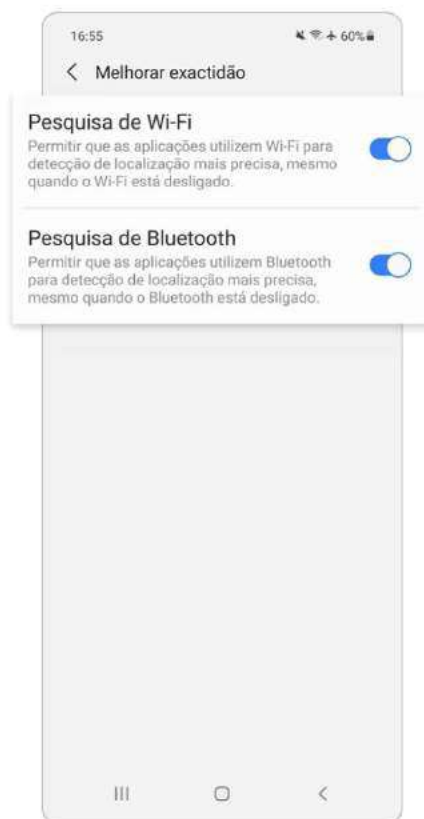 16:55 60%
Melhorar exactidão
Pesquisa de Wi-Fi
Permitir que as aplicações utilizem Wi-Fi para
detecção de localização mais precisa, mesmo
quando o Wi-Fi está desligado.
Pesquisa de Bluetooth
Permitir que as aplicações utilizem Bluetooth
para detecção de localização mais precisa,
mesmo quando o Bluetooth está desligado.